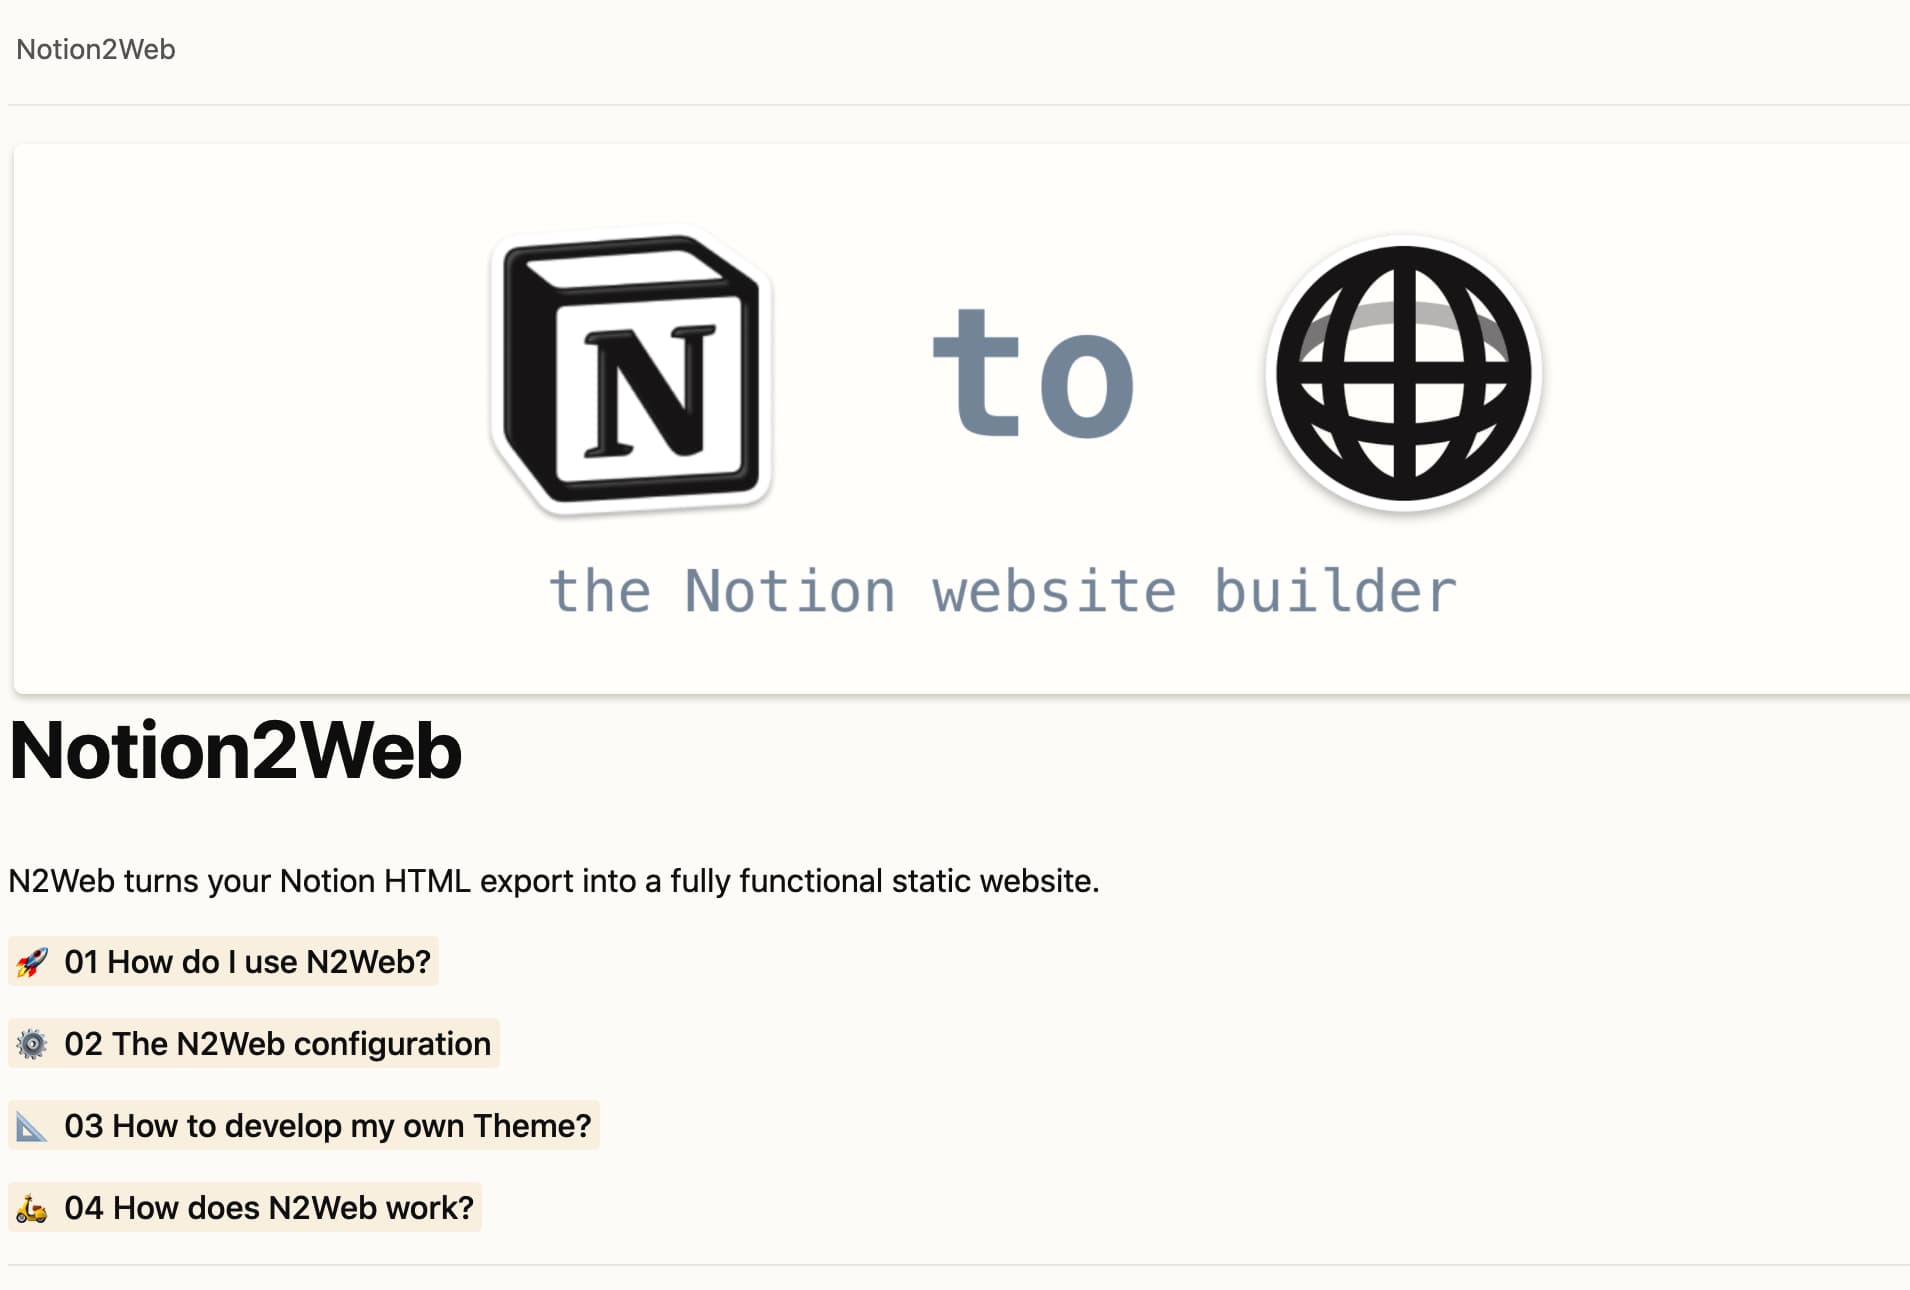 Notion2Web
N
to
the Notion website builder
Notion2Web
N2Web turns your Notion HTML export into a fully functional static website.
01 How do I use N2Web?
02 The N2Web configuration
03 How to develop my own Theme?
04 How does N2Web work?